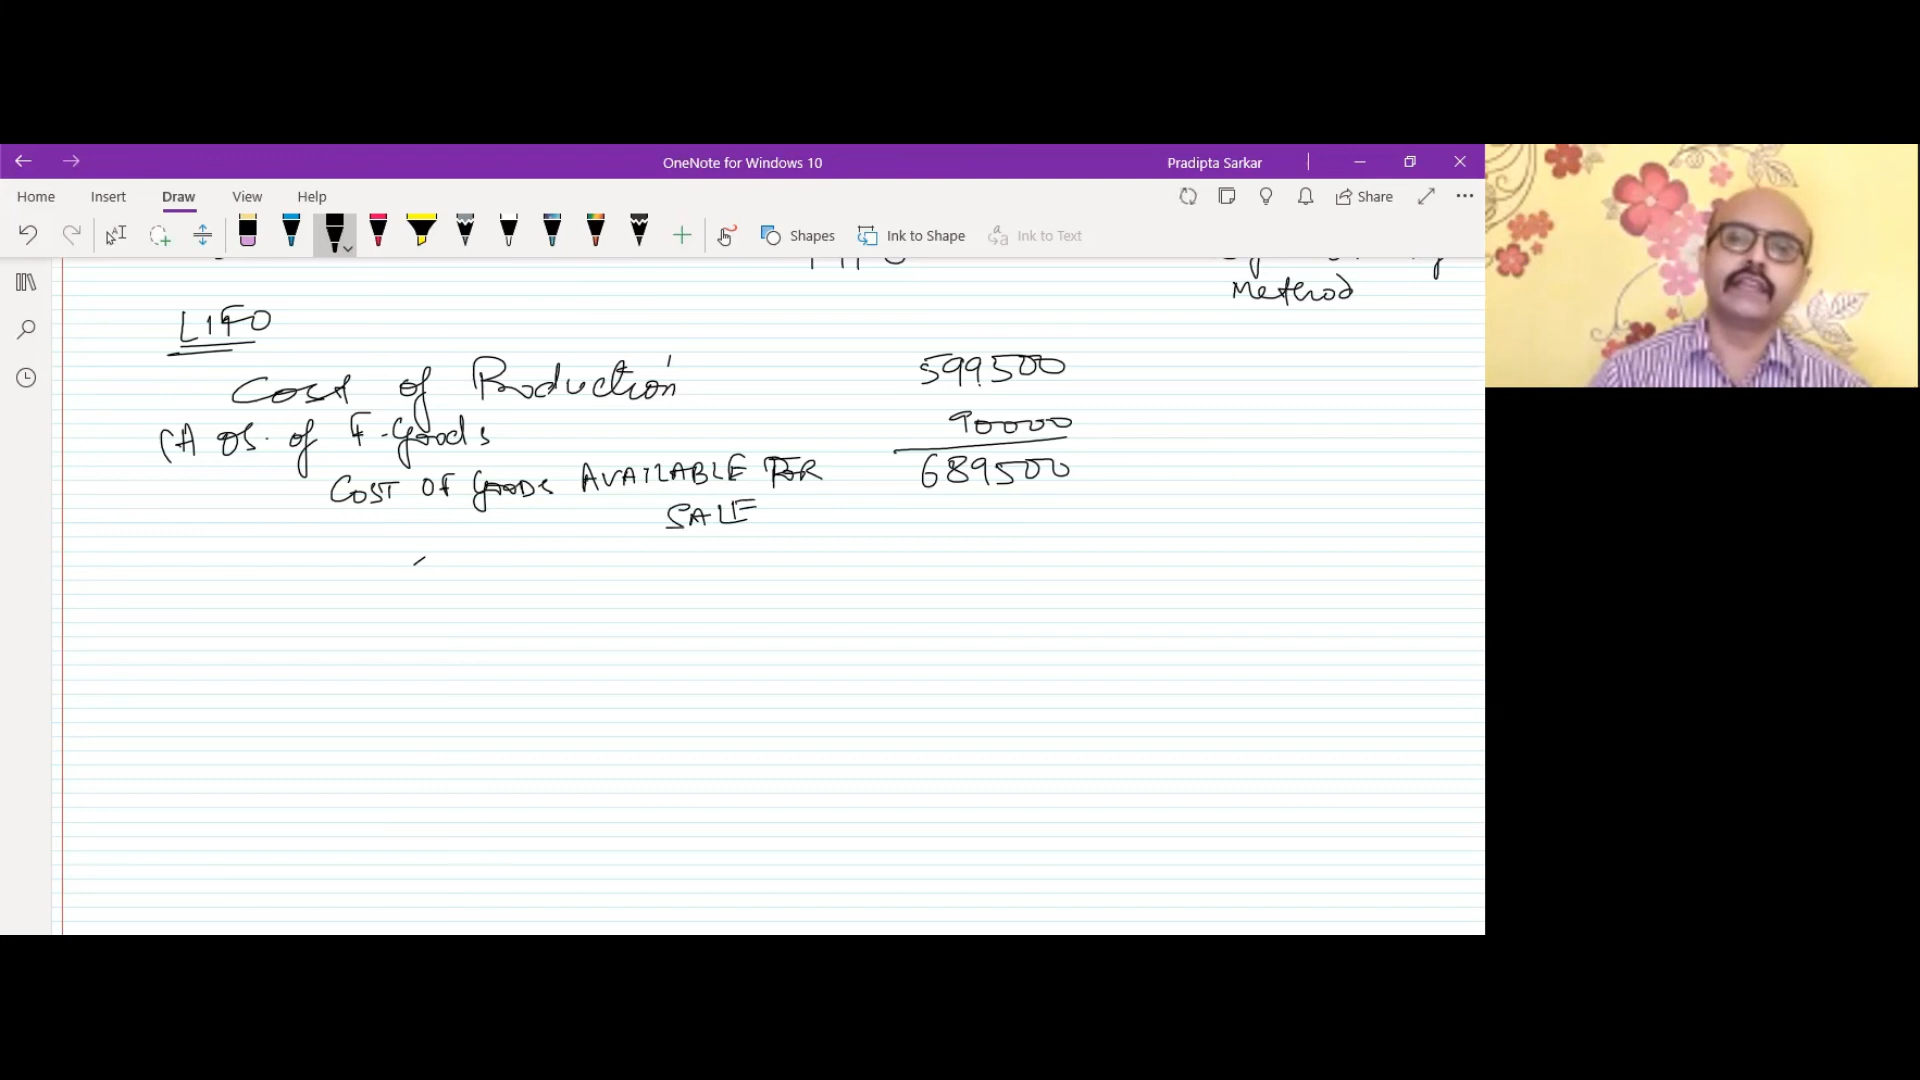 OneNote for Windows 10
Pradipta Sarkar
Home Insert Draw View Help
Share
Shapes
Ink to Shape
Ink to Text
Method
LIFO
Cost of Production 599500
(+) OS. of F. Goods 90000
COST OF GOODS AVAILABLE FOR 689500
SALE